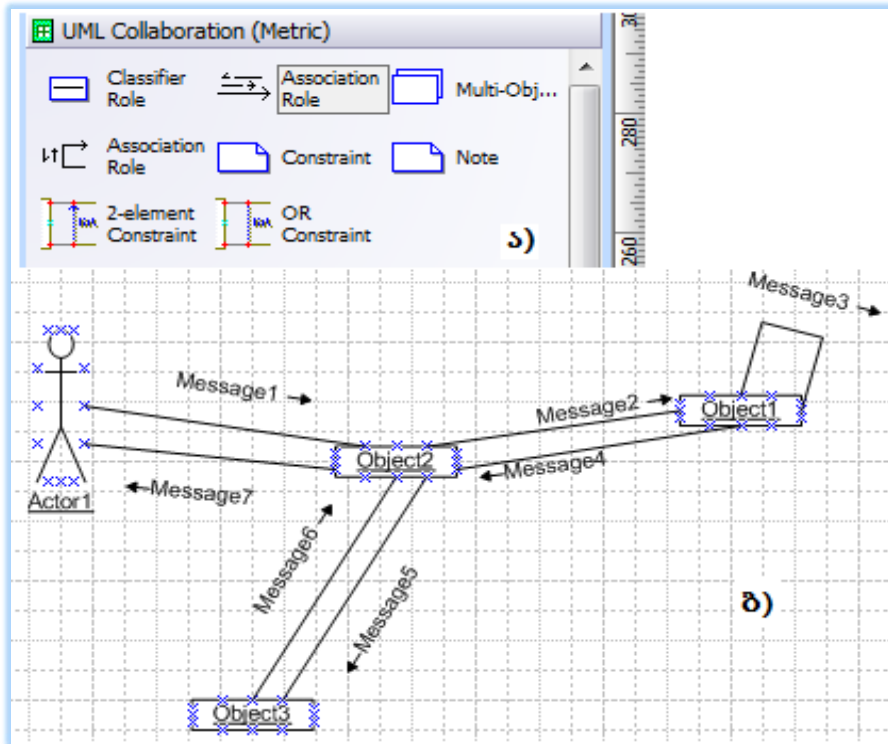 UML Collaboration (Metric)
Classifier
Role
Association
Role
Multi-Obj...
Association
Role
Constraint
Note
2-element
Constraint
OR
Constraint
ა)
280
260
Message3
Message1
Message2
Object1
Object2
Message4
Message7
Actor1
Message6
Message5
ბ)
Object3